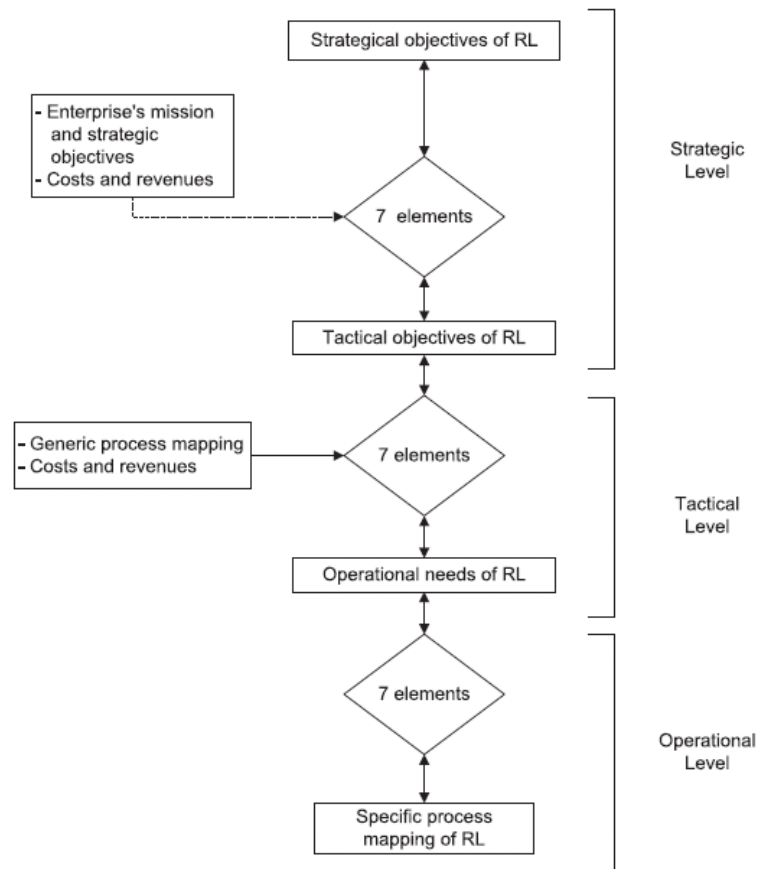 Strategical objectives of RL
- Enterprise's mission
and strategic
objectives
- Costs and revenues
Strategic
Level
7 elements
Tactical objectives of RL
- Generic process mapping
- Costs and revenues
7 elements
Tactical
Level
Operational needs of RL
7 elements
Operational
Level
Specific process
mapping of RL